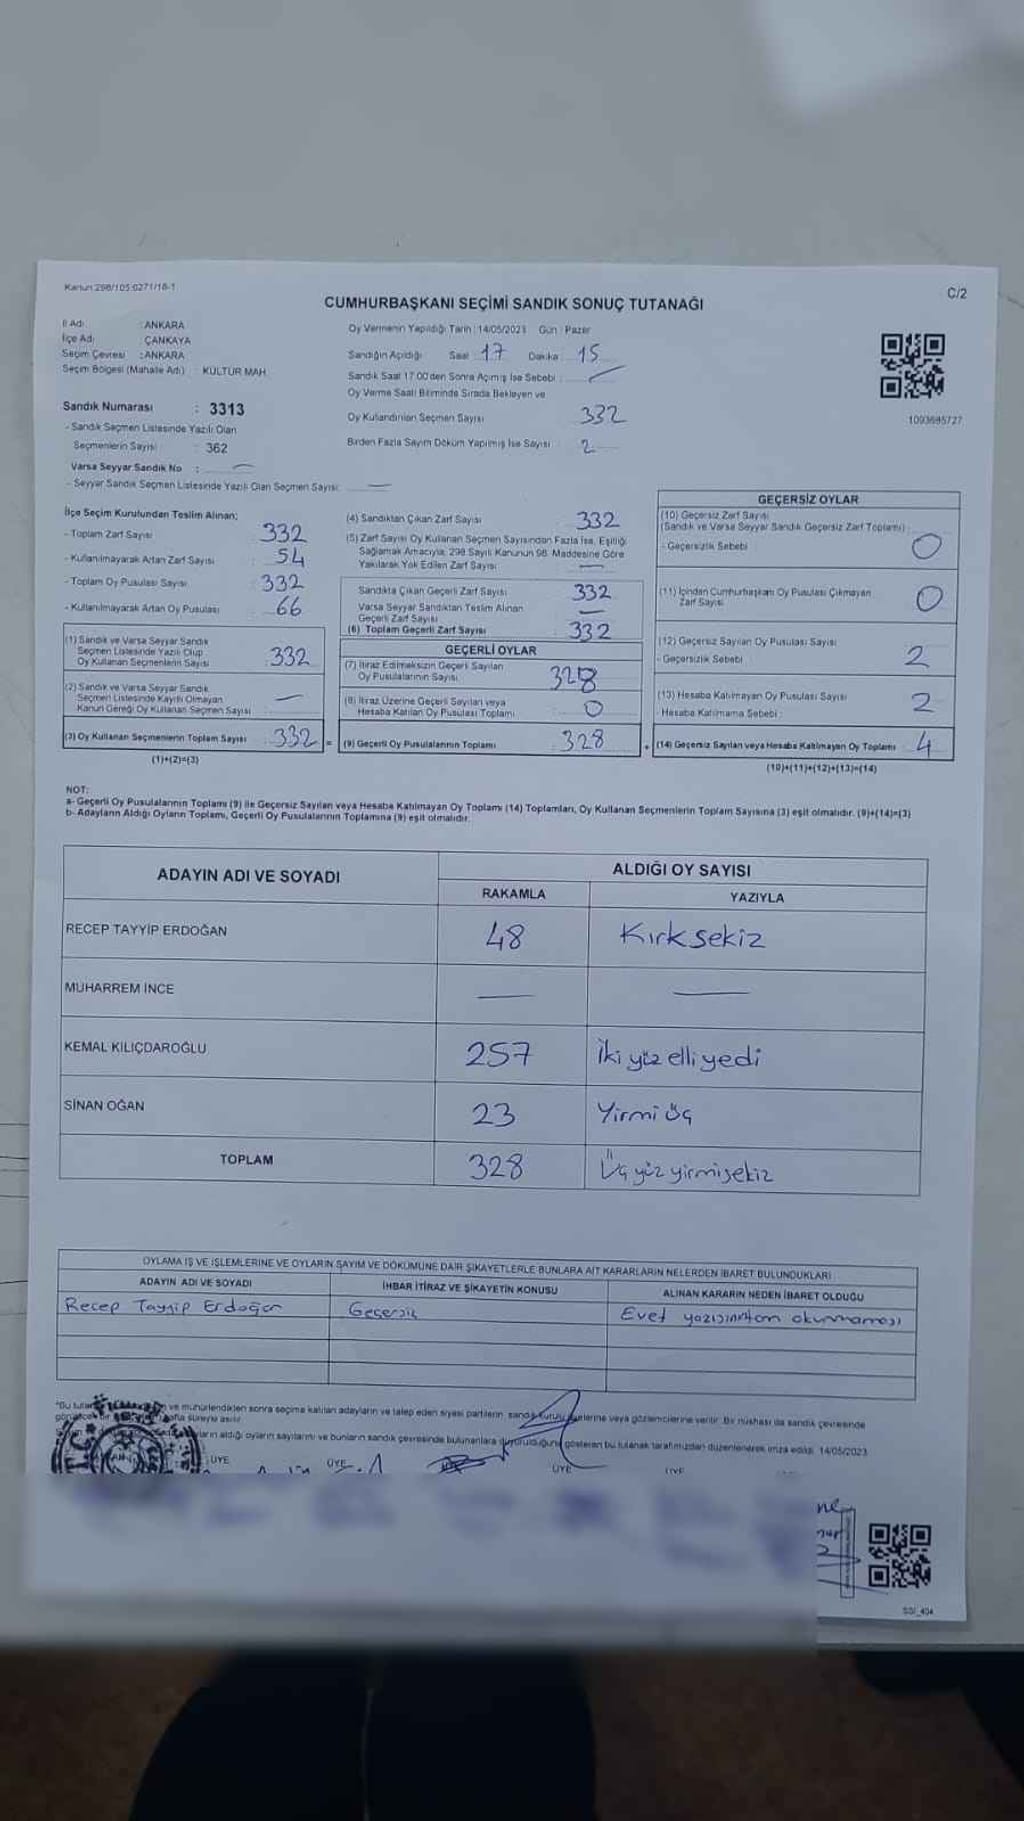 Kanun 298/105:0271/18-1
C/2
CUMHURBAŞKANI SEÇİMİ SANDIK SONUÇ TUTANAĞI
İl Adı : ANKARA
İlçe Adı : ÇANKAYA
Seçim Çevresi : ANKARA
Seçim Bölgesi (Mahalle Adı) : KÜLTÜR MAH.
Oy Vermenin Yapıldığı Tarih : 14/05/2023 Gün : Pazar
Sandığın Açıldığı Saat : 17 Dakika : 15
Sandık Saat 17:00'den Sonra Açılmış İse Sebebi :
Oy Verme Saati Bitiminde Sırada Bekleyen ve
Oy Kullandırılan Seçmen Sayısı 332
Birden Fazla Sayım Döküm Yapılmış İse Sayısı : 2
1093695727
Sandık Numarası : 3313
- Sandık Seçmen Listesinde Yazılı Olan
Seçmenlerin Sayısı : 362
Varsa Seyyar Sandık No : —
- Seyyar Sandık Seçmen Listesinde Yazılı Olan Seçmen Sayısı: —
İlçe Seçim Kurulundan Teslim Alınan;
- Toplam Zarf Sayısı : 332
- Kullanılmayarak Artan Zarf Sayısı : 54
- Toplam Oy Pusulası Sayısı : 332
- Kullanılmayarak Artan Oy Pusulası : 66
(1) Sandık ve Varsa Seyyar Sandık
Seçmen Listesinde Yazılı Olup
Oy Kullanan Seçmenlerin Sayısı : 332
(2) Sandık ve Varsa Seyyar Sandık
Seçmen Listesinde Kayıtlı Olmayan
Kanun Gereği Oy Kullanan Seçmen Sayısı —
(3) Oy Kullanan Seçmenlerin Toplam Sayısı : 332 =
(1)+(2)=(3)
(4) Sandıktan Çıkan Zarf Sayısı 332
(5) Zarf Sayısı Oy Kullanan Seçmen Sayısından Fazla İse, Eşitliği
Sağlamak Amacıyla, 298 Sayılı Kanunun 98. Maddesine Göre
Yakılarak Yok Edilen Zarf Sayısı —
Sandıkta Çıkan Geçerli Zarf Sayısı 332
Varsa Seyyar Sandıktan Teslim Alınan
Geçerli Zarf Sayısı —
(6) Toplam Geçerli Zarf Sayısı 332
GEÇERLİ OYLAR
(7) İtiraz Edilmeksizin Geçerli Sayılan
Oy Pusulalarının Sayısı 328
(8) İtiraz Üzerine Geçerli Sayılan veya
Hesaba Katılan Oy Pusulası Toplamı 0
(9) Geçerli Oy Pusulalarının Toplamı 328 +
GEÇERSİZ OYLAR
(10) Geçersiz Zarf Sayısı
(Sandık ve Varsa Seyyar Sandık Geçersiz Zarf Toplamı) :
- Geçersizlik Sebebi : 0
(11) İçinden Cumhurbaşkanı Oy Pusulası Çıkmayan
Zarf Sayısı 0
(12) Geçersiz Sayılan Oy Pusulası Sayısı
- Geçersizlik Sebebi 2
(13) Hesaba Katılmayan Oy Pusulası Sayısı
- Hesaba Katılmama Sebebi : 2
(14) Geçersiz Sayılan veya Hesaba Katılmayan Oy Toplamı 4
(10)+(11)+(12)+(13)=(14)
NOT:
a- Geçerli Oy Pusulalarının Toplamı (9) ile Geçersiz Sayılan veya Hesaba Katılmayan Oy Toplamı (14) Toplamları, Oy Kullanan Seçmenlerin Toplam Sayısına (3) eşit olmalıdır. (9)+(14)=(3)
b- Adayların Aldığı Oyların Toplamı, Geçerli Oy Pusulalarının Toplamına (9) eşit olmalıdır.
ADAYIN ADI VE SOYADI
ALDIĞI OY SAYISI
RAKAMLA YAZIYLA
RECEP TAYYİP ERDOĞAN 48 Kırksekiz
MUHARREM İNCE — —
KEMAL KILIÇDAROĞLU 257 İki yüz elli yedi
SİNAN OĞAN 23 Yirmi üç
TOPLAM 328 Üç yüz yirmisekiz
OYLAMA İŞ VE İŞLEMLERİNE VE OYLARIN SAYIM VE DÖKÜMÜNE DAİR ŞİKAYETLERLE BUNLARA AİT KARARLARIN NELERDEN İBARET BULUNDUKLARI
ADAYIN ADI VE SOYADI İHBAR İTİRAZ VE ŞİKAYETİN KONUSU ALINAN KARARIN NEDEN İBARET OLDUĞU
Recep Tayyip Erdoğan Geçersiz Evet yazısının tam okunmaması
ve mühürlendikten sonra seçime katılan adayların ve talep eden siyasi partilerin, sandık kurulu üyelerine veya gözlemcilerine verilir. Bir nüshası da sandık çevresinde
hafta süreyle asılır.
aldığı oyların sayılarını ve bunların sandık çevresinde bulunanlara duyurulduğunu gösteren bu tutanak tarafımızdan düzenlenerek imza edildi. 14/05/2023
ÜYE ÜYE ÜYE ÜYE